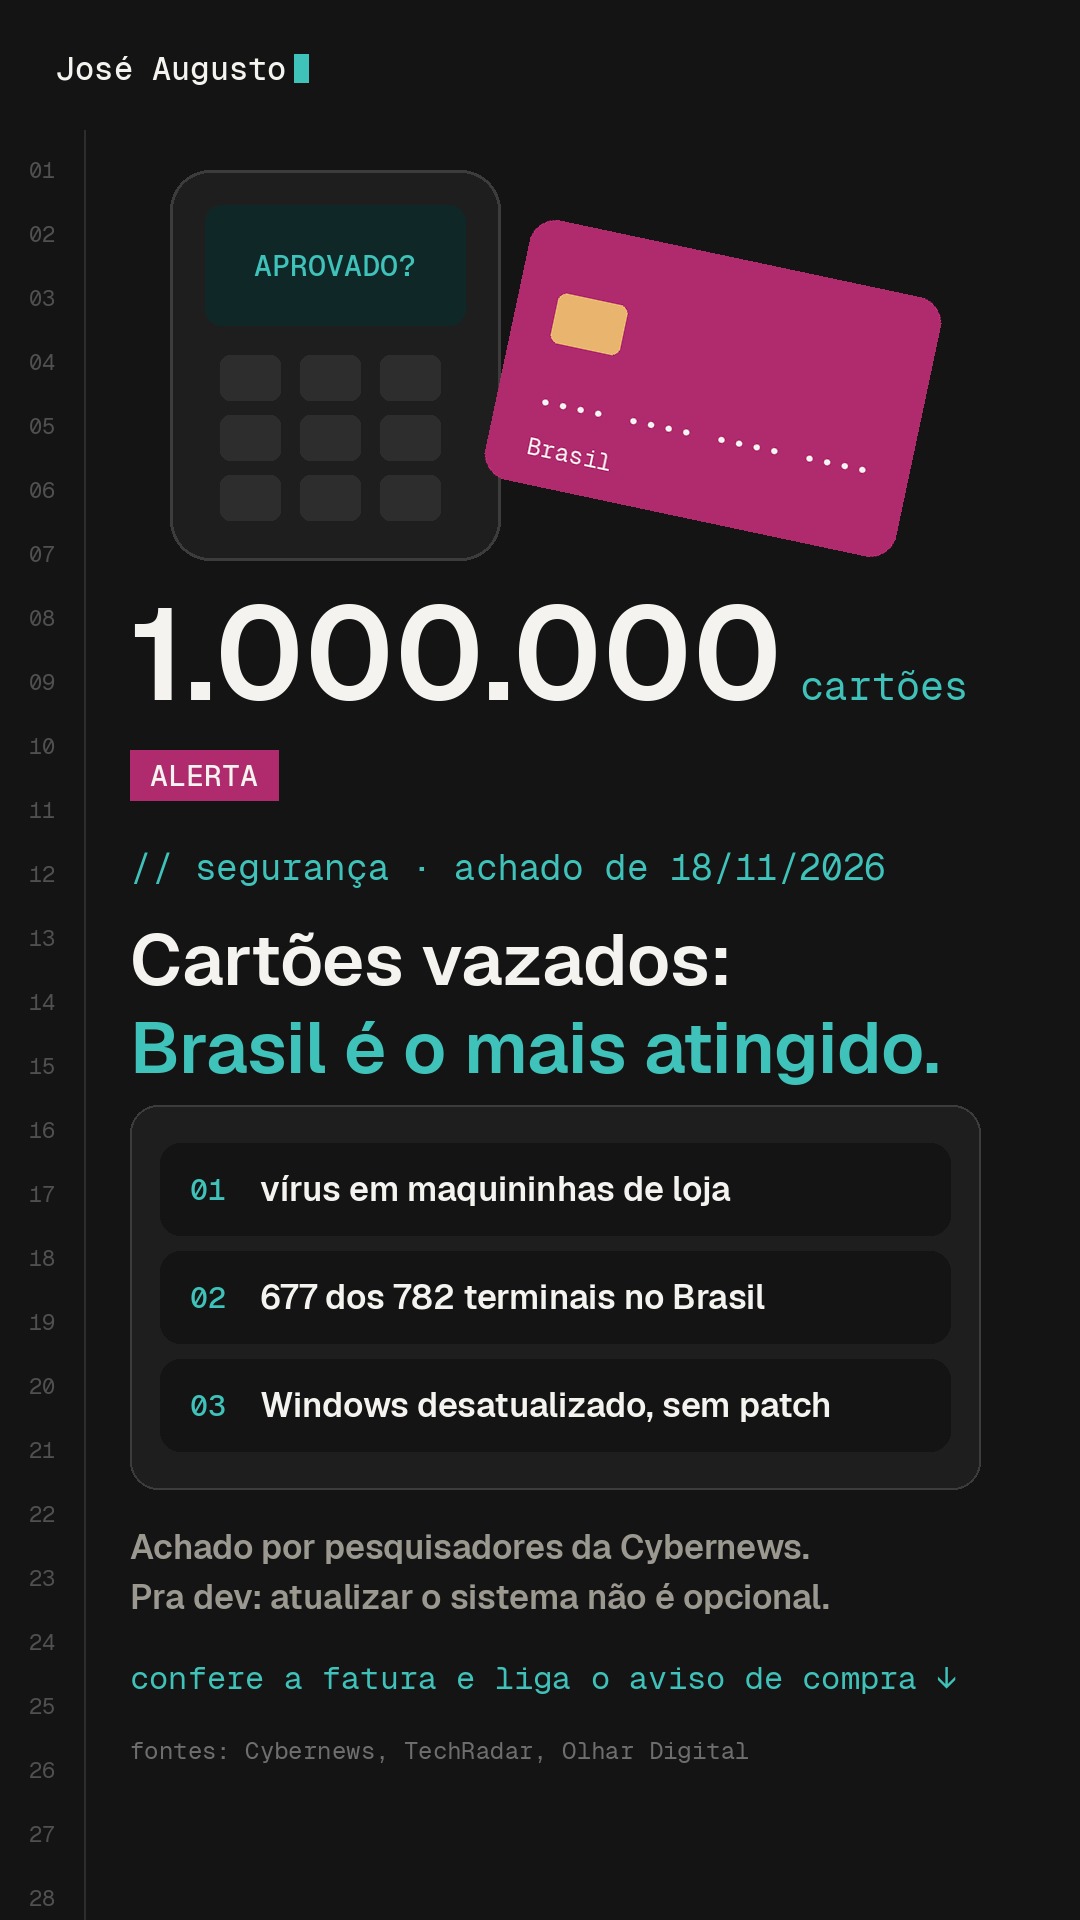 José Augusto
01
02
03
04
05
06
07
08
09
10
11
12
13
14
15
16
17
18
19
20
21
22
23
24
25
26
27
28
APROVADO?
•••• •••• •••• ••••
Brasil
1.000.000 cartões
ALERTA
// segurança · achado de 18/11/2026
Cartões vazados:
Brasil é o mais atingido.
01 vírus em maquininhas de loja
02 677 dos 782 terminais no Brasil
03 Windows desatualizado, sem patch
Achado por pesquisadores da Cybernews.
Pra dev: atualizar o sistema não é opcional.
confere a fatura e liga o aviso de compra ↓
fontes: Cybernews, TechRadar, Olhar Digital